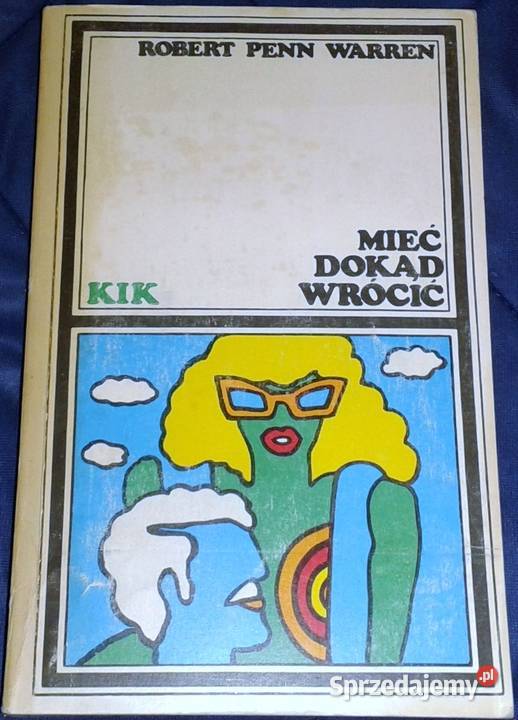 ROBERT PENN WARREN
MIEĆ
DOKĄD
WRÓCIĆ
KIK
Sprzedajemy.pl